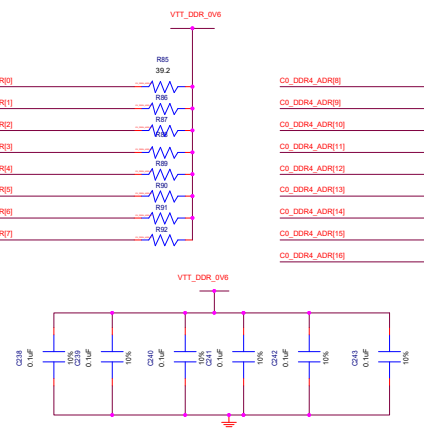 VTT_DDR_0V6
R85
39.2
R[0]
C0_DDR4_ADR[8]
R86
R[1]
C0_DDR4_ADR[9]
R87
R[2]
C0_DDR4_ADR[10]
R88
R[3]
C0_DDR4_ADR[11]
R89
R[4]
C0_DDR4_ADR[12]
R90
R[5]
C0_DDR4_ADR[13]
R91
R[6]
C0_DDR4_ADR[14]
R92
R[7]
C0_DDR4_ADR[15]
C0_DDR4_ADR[16]
VTT_DDR_0V6
C238
0.1uF
10%
C239
0.1uF
10%
C240
0.1uF
10%
C241
0.1uF
10%
C242
0.1uF
10%
C243
0.1uF
10%